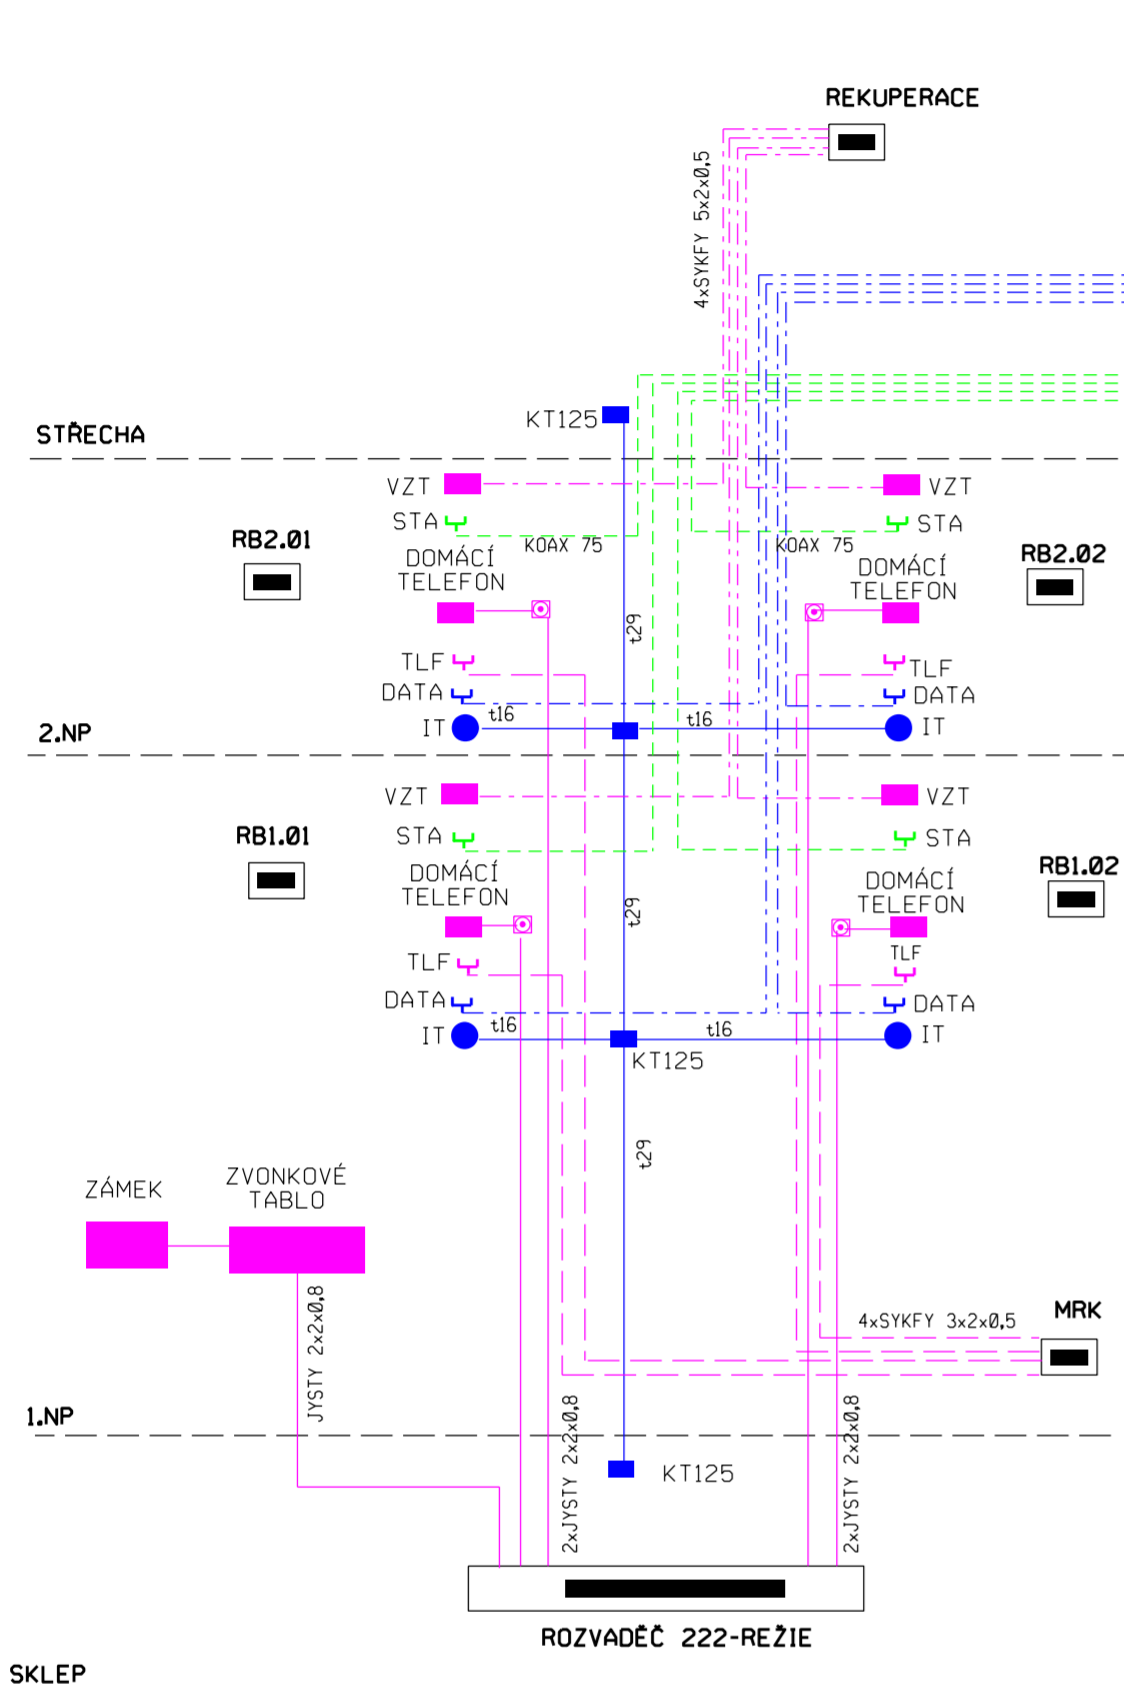 REKUPERACE
4xSYKFY 5x2x0,5
KT125
STŘECHA
VZT
VZT
STA
STA
KOAX 75
KOAX 75
RB2.01
RB2.02
DOMÁCÍ
TELEFON
DOMÁCÍ
TELEFON
t29
TLF
TLF
DATA
DATA
t16
t16
IT
IT
2.NP
VZT
VZT
STA
STA
RB1.01
RB1.02
DOMÁCÍ
TELEFON
DOMÁCÍ
TELEFON
t29
TLF
TLF
DATA
DATA
t16
t16
IT
IT
KT125
t29
ZÁMEK
ZVONKOVÉ
TABLO
JYSTY 2x2x0,8
4xSYKFY 3x2x0,5
MRK
1.NP
2xJYSTY 2x2x0,8
2xJYSTY 2x2x0,8
KT125
ROZVADĚČ 222-REŽIE
SKLEP